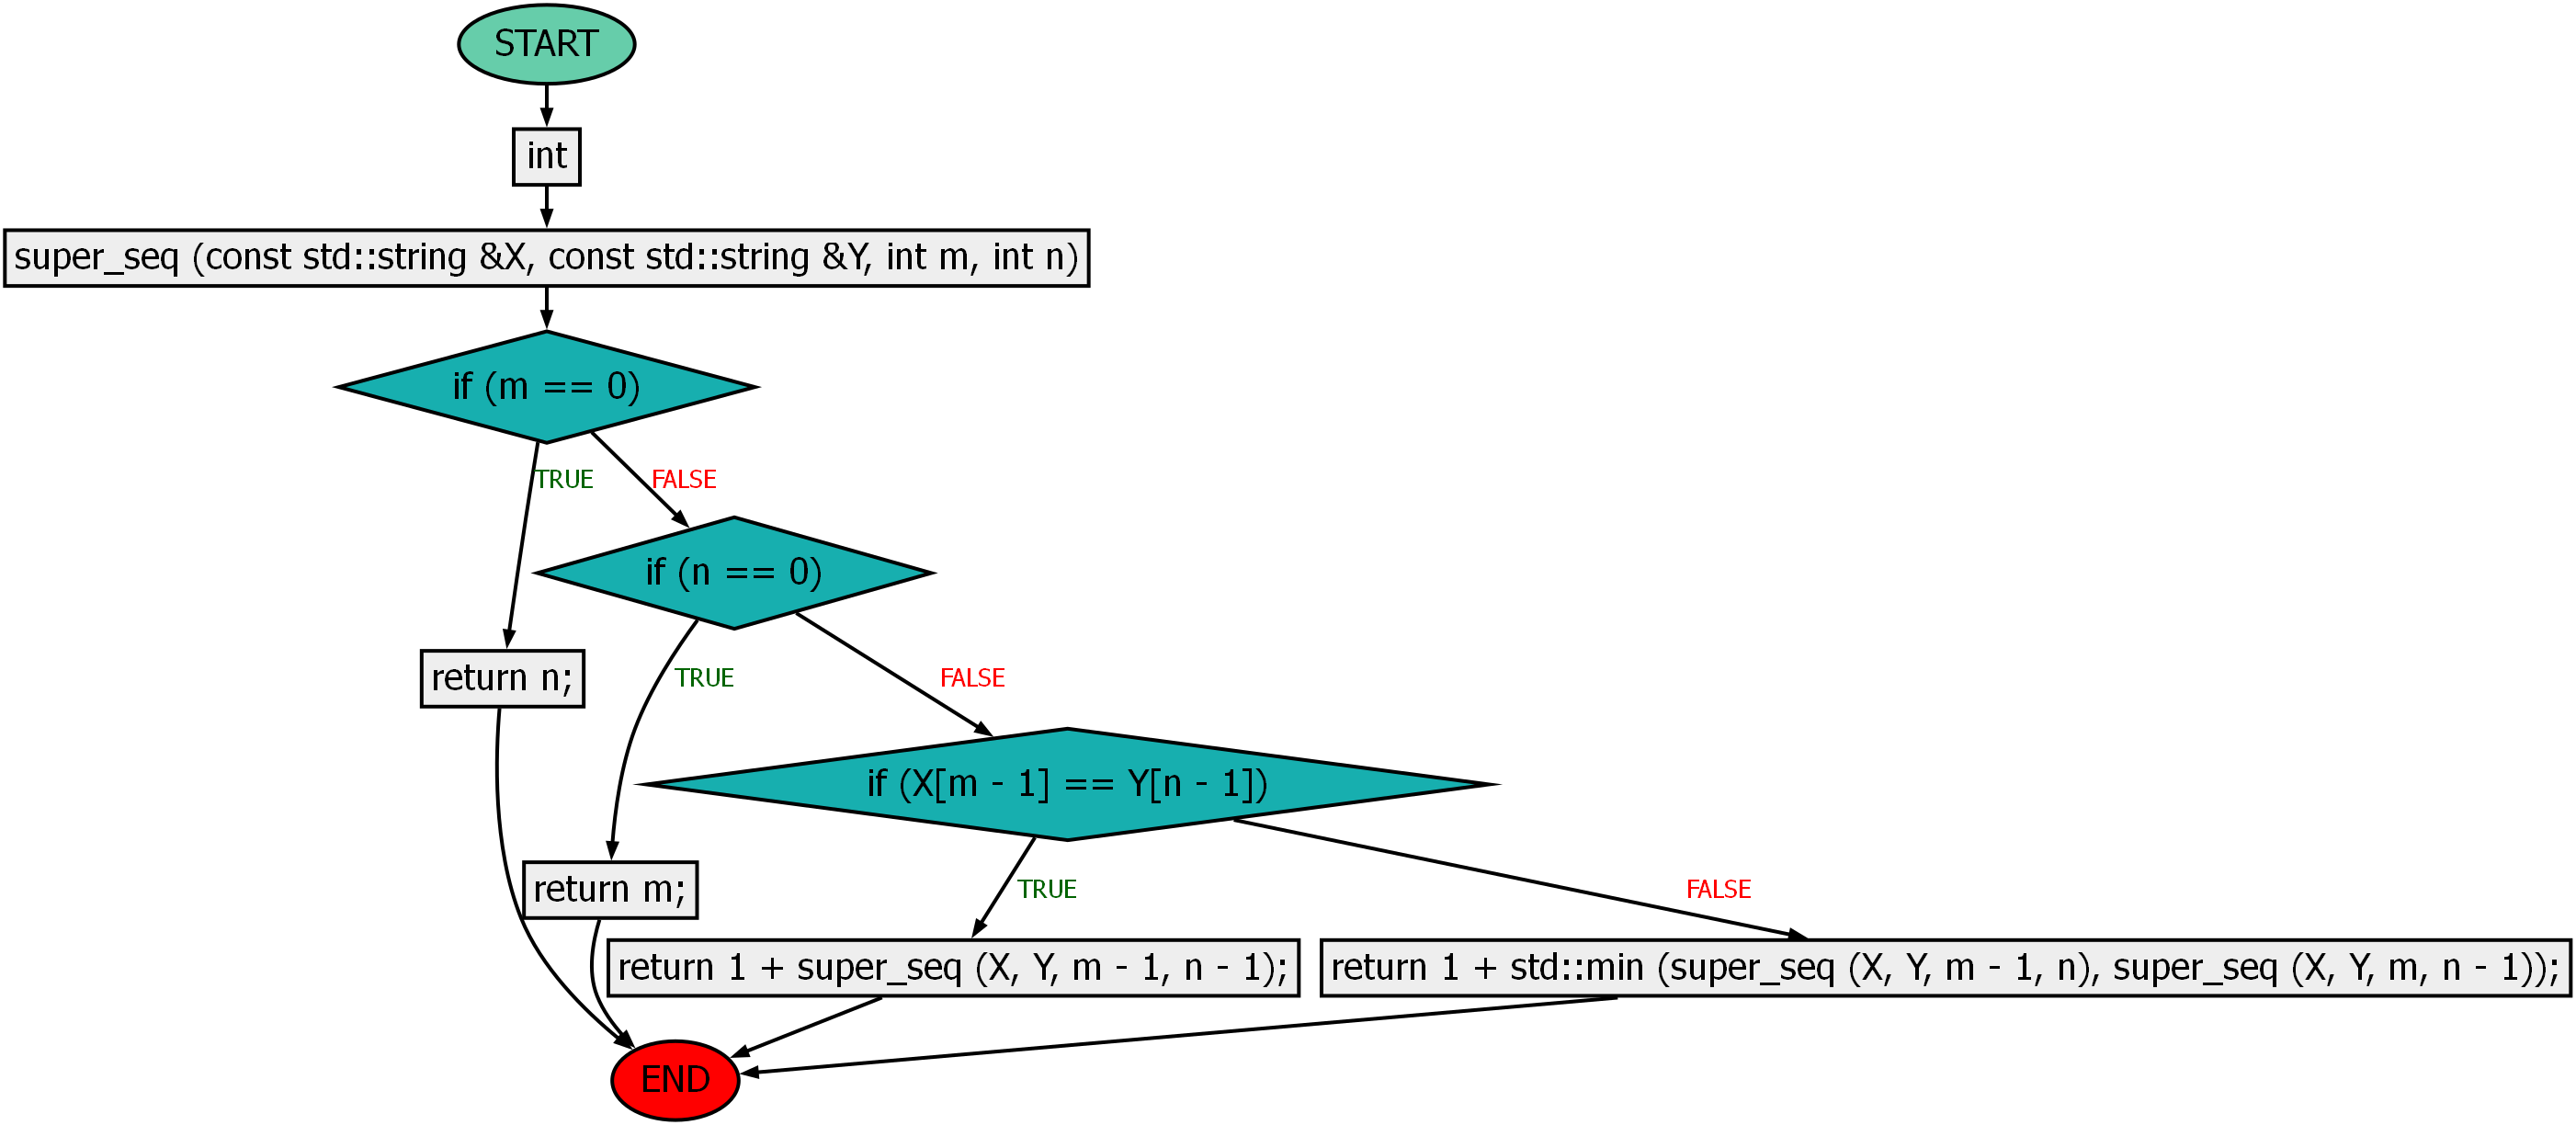 START
int
super_seq (const std::string &X, const std::string &Y, int m, int n)
if (m == 0)
TRUE
FALSE
if (n == 0)
return n;
TRUE
FALSE
if (X[m - 1] == Y[n - 1])
return m;
TRUE
FALSE
return 1 + super_seq (X, Y, m - 1, n - 1);
return 1 + std::min (super_seq (X, Y, m - 1, n), super_seq (X, Y, m, n - 1));
END